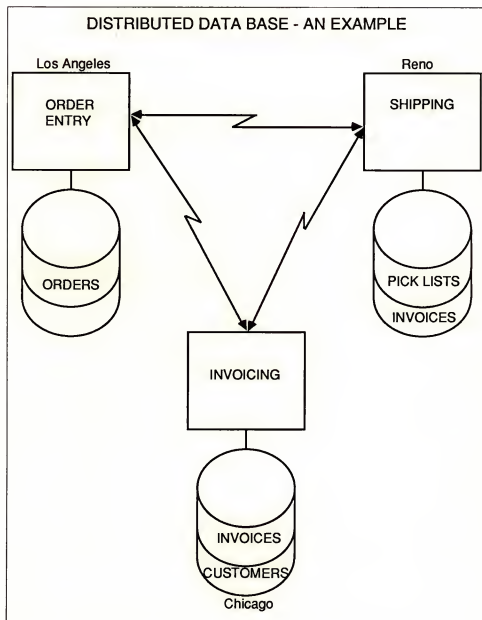 DISTRIBUTED DATA BASE - AN EXAMPLE
Los Angeles
Reno
ORDER
ENTRY
SHIPPING
ORDERS
PICK LISTS
INVOICES
INVOICING
INVOICES
CUSTOMERS
Chicago